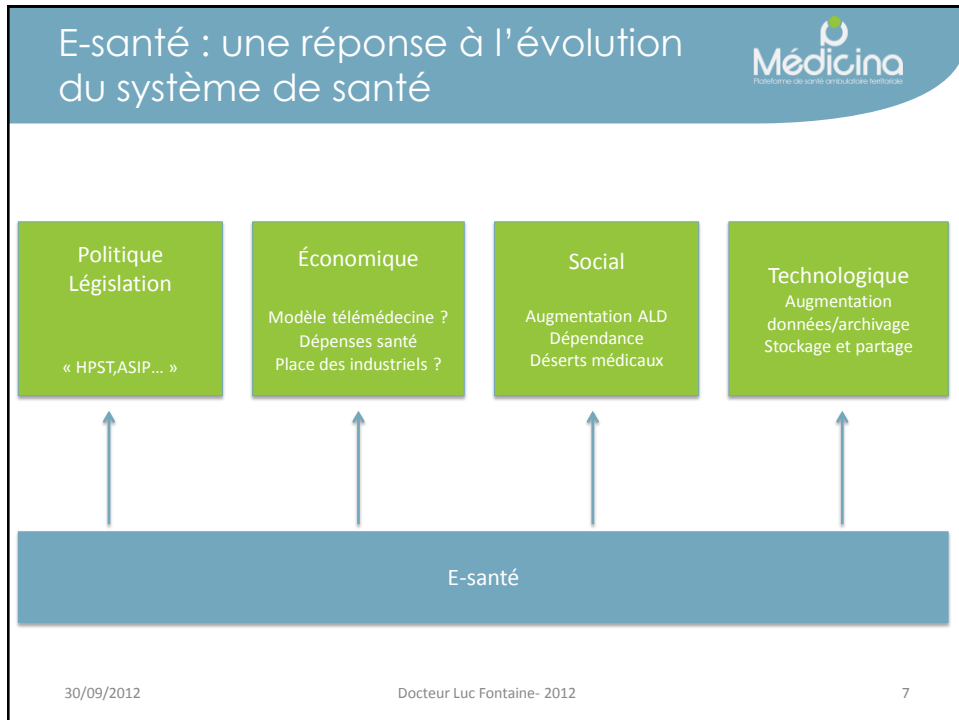 E-santé : une réponse à l'évolution
du système de santé
Médicina
Plateforme de santé ambulatoire territoriale
Politique
Législation
« HPST,ASIP... »
Économique
Modèle télémédecine ?
Dépenses santé
Place des industriels ?
Social
Augmentation ALD
Dépendance
Déserts médicaux
Technologique
Augmentation
données/archivage
Stockage et partage
E-santé
30/09/2012
Docteur Luc Fontaine- 2012
7